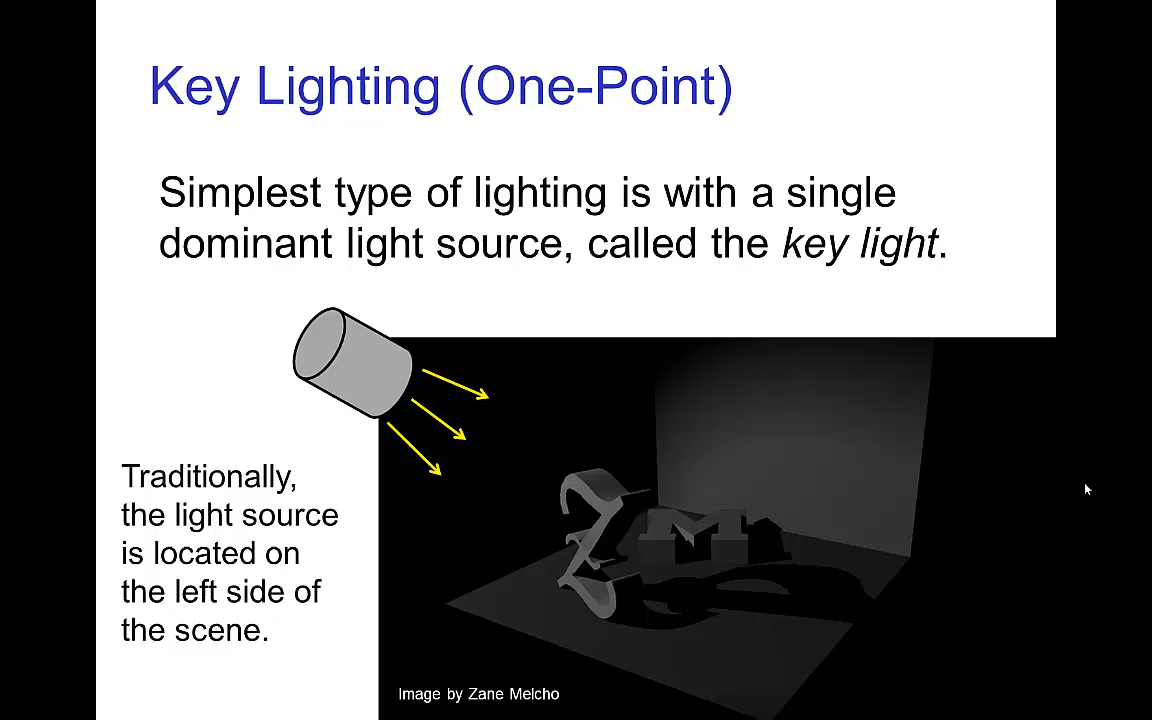 Key Lighting (One-Point)
Simplest type of lighting is with a single
dominant light source, called the key light.
Traditionally,
the light source
is located on
the left side of
the scene.
Image by Zane Melcho